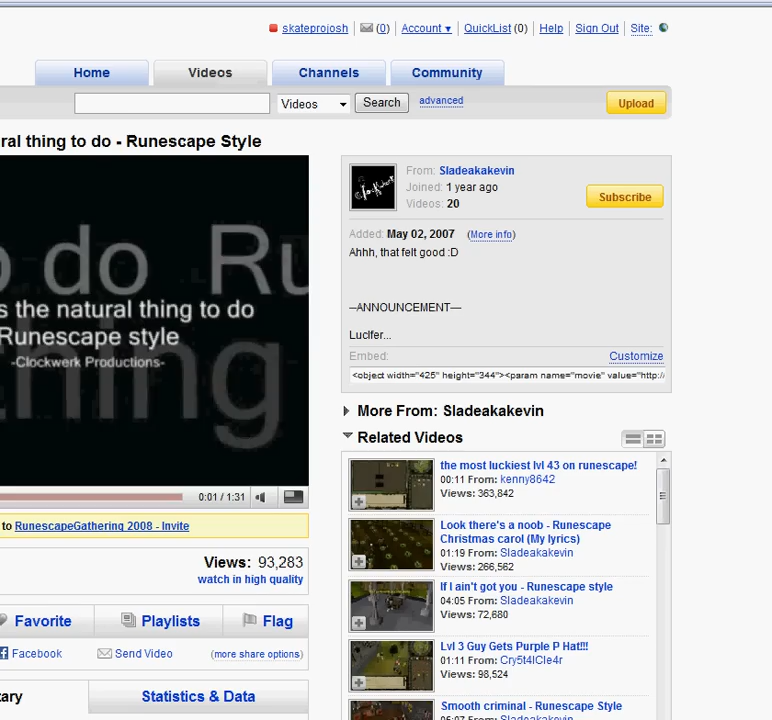 skateprojosh (0) Account QuickList (0) Help Sign Out Site:
Home Videos Channels Community
Videos Search advanced Upload
ral thing to do - Runescape Style
to do Ru
s the natural thing to do
Runescape style
-Clockwerk Productions-
thing
0:01 / 1:31
to RunescapeGathering 2008 - Invite
Views: 93,283
watch in high quality
Favorite Playlists Flag
Facebook Send Video (more share options)
tary Statistics & Data
From: Sladeakakevin
Joined: 1 year ago
Videos: 20
Subscribe
Added: May 02, 2007 (More info)
Ahhh, that felt good :D
--ANNOUNCEMENT--
Luclfer...
Embed: Customize
<object width="425" height="344"><param name="movie" value="http:/
More From: Sladeakakevin
Related Videos
the most luckiest lvl 43 on runescape!
00:11 From: kenny8642
Views: 363,842
Look there's a noob - Runescape
Christmas carol (My lyrics)
01:19 From: Sladeakakevin
Views: 266,562
If I ain't got you - Runescape style
04:05 From: Sladeakakevin
Views: 72,680
Lvl 3 Guy Gets Purple P Hat!!!
01:11 From: Cry5t4lCle4r
Views: 98,524
Smooth criminal - Runescape Style